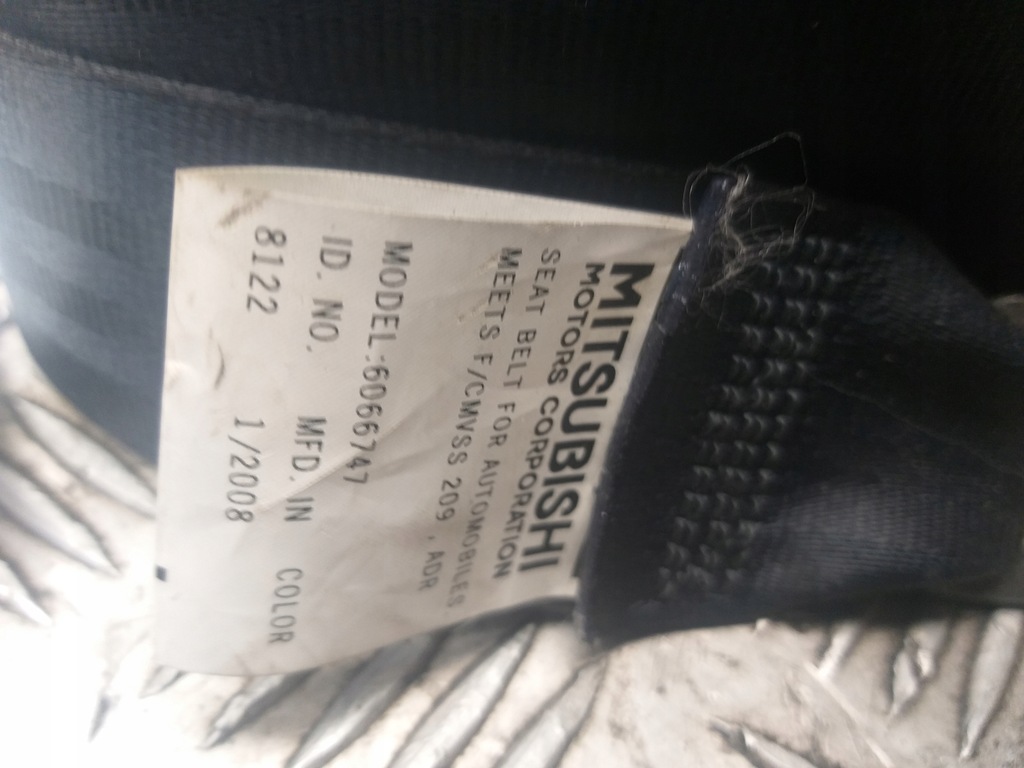 MITSUBISHI
MOTORS CORPORATION
SEAT BELT FOR AUTOMOBILES
MEETS F/CMVSS 209 , ADR
MODEL:6066747
ID. NO. MFD. IN COLOR
8122 1/2008